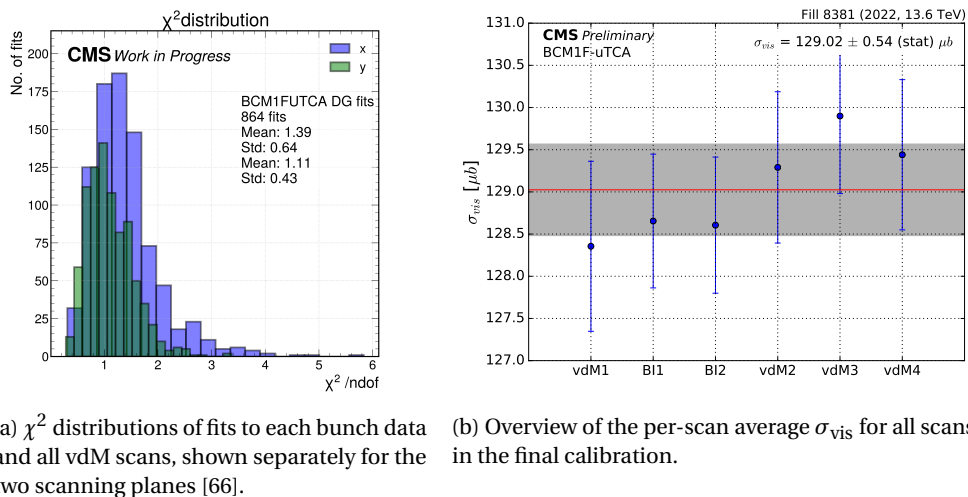 χ²distribution
CMS Work in Progress
x
y
BCM1FUTCA DG fits
864 fits
Mean: 1.39
Std: 0.64
Mean: 1.11
Std: 0.43
No. of fits
200
175
150
125
100
75
50
25
0
1
2
3
4
5
6
χ² /ndof
a) χ² distributions of fits to each bunch data
and all vdM scans, shown separately for the
two scanning planes [66].
Fill 8381 (2022, 13.6 TeV)
CMS Preliminary
BCM1F-uTCA
σvis = 129.02 ± 0.54 (stat) μb
σvis [μb]
131.0
130.5
130.0
129.5
129.0
128.5
128.0
127.5
127.0
vdM1
BI1
BI2
vdM2
vdM3
vdM4
(b) Overview of the per-scan average σvis for all scans
in the final calibration.